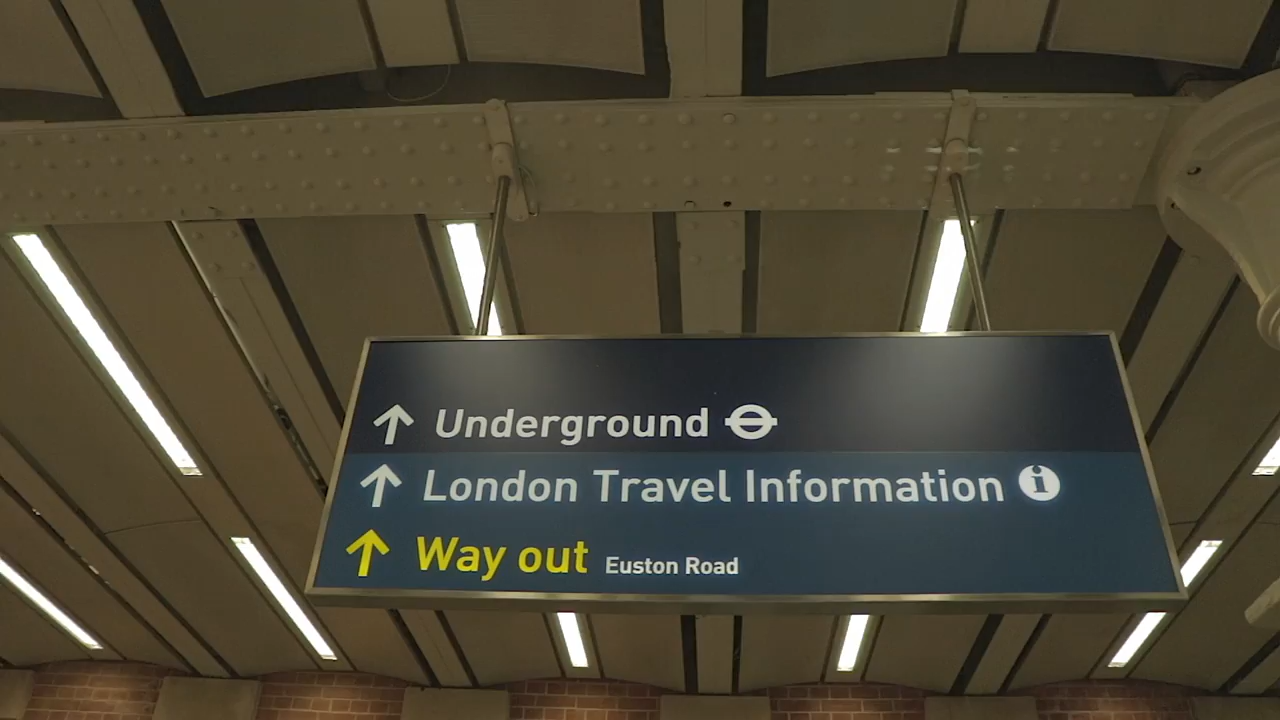 ↑ Underground
↑ London Travel Information i
↑ Way out Euston Road